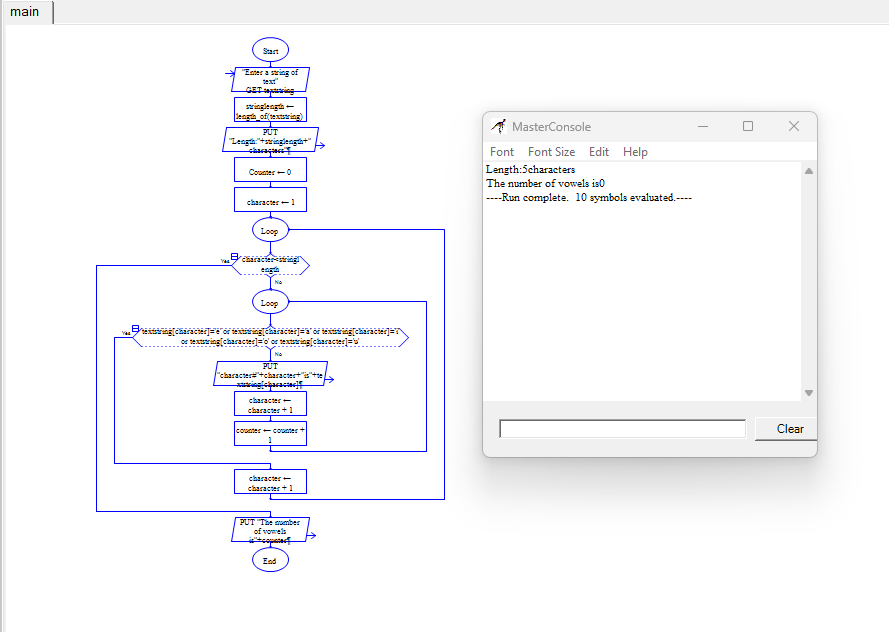 main
Start
"Enter a string of
text"
GET textstring
stringlength ←
length_of(textstring)
PUT
"Length:"+stringlength+"
characters"¶
Counter ← 0
character ← 1
Loop
Yes
character=stringl
ength
No
Loop
Yes
textstring[character]='e' or textstring[character]='a' or textstring[character]='i'
or textstring[character]='o' or textstring[character]='u'
No
PUT
"character#"+character+"is"+te
xtstring[character]¶
character ←
character + 1
counter ← counter +
1
character ←
character + 1
PUT "The number
of vowels
is"+counter¶
End
MasterConsole
Font Font Size Edit Help
Length:5characters
The number of vowels is0
----Run complete.  10 symbols evaluated.----
Clear